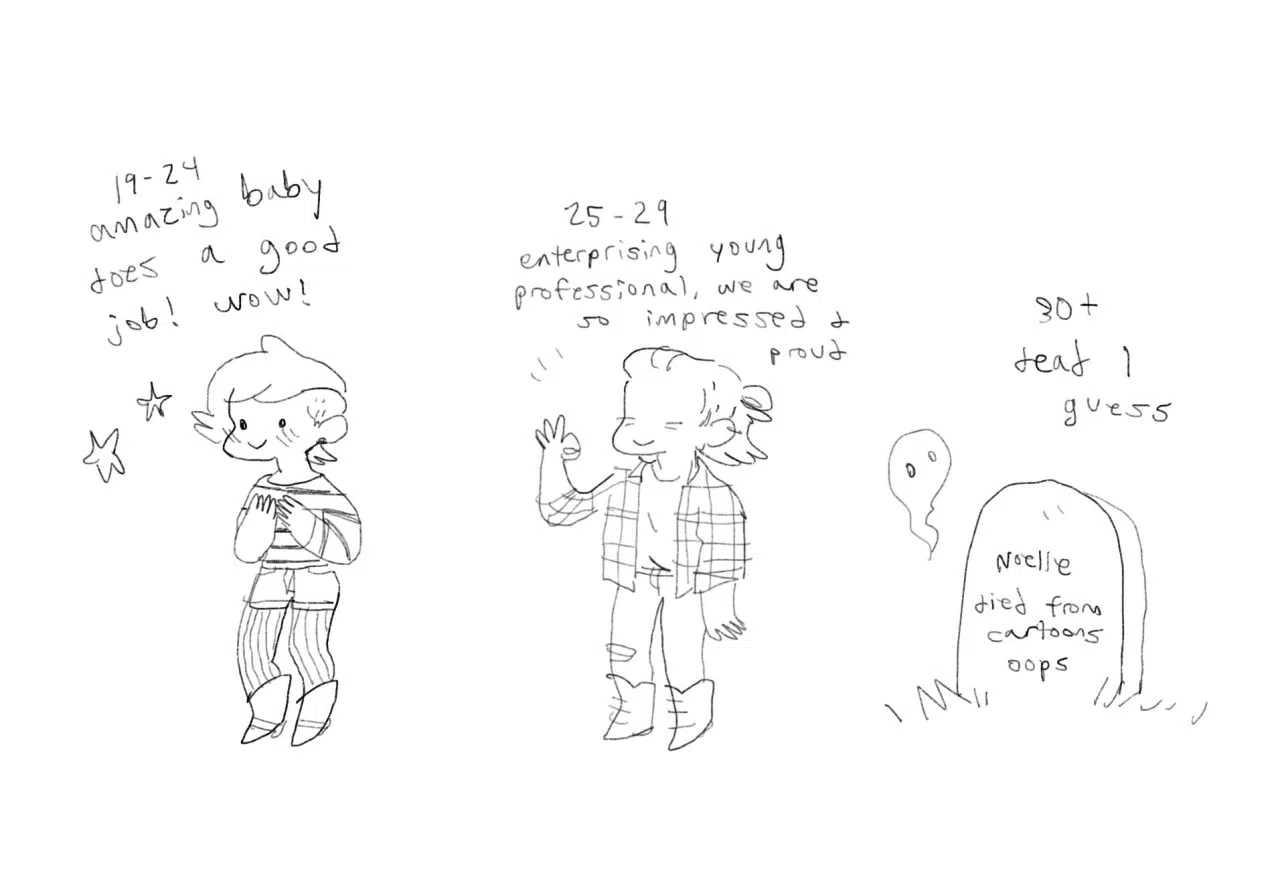 19-24
amazing baby
does a good
job! wow!
25-29
enterprising young
professional, we are
so impressed &
proud
30+
dead I
guess
Noelle
died from
cartoons
oops